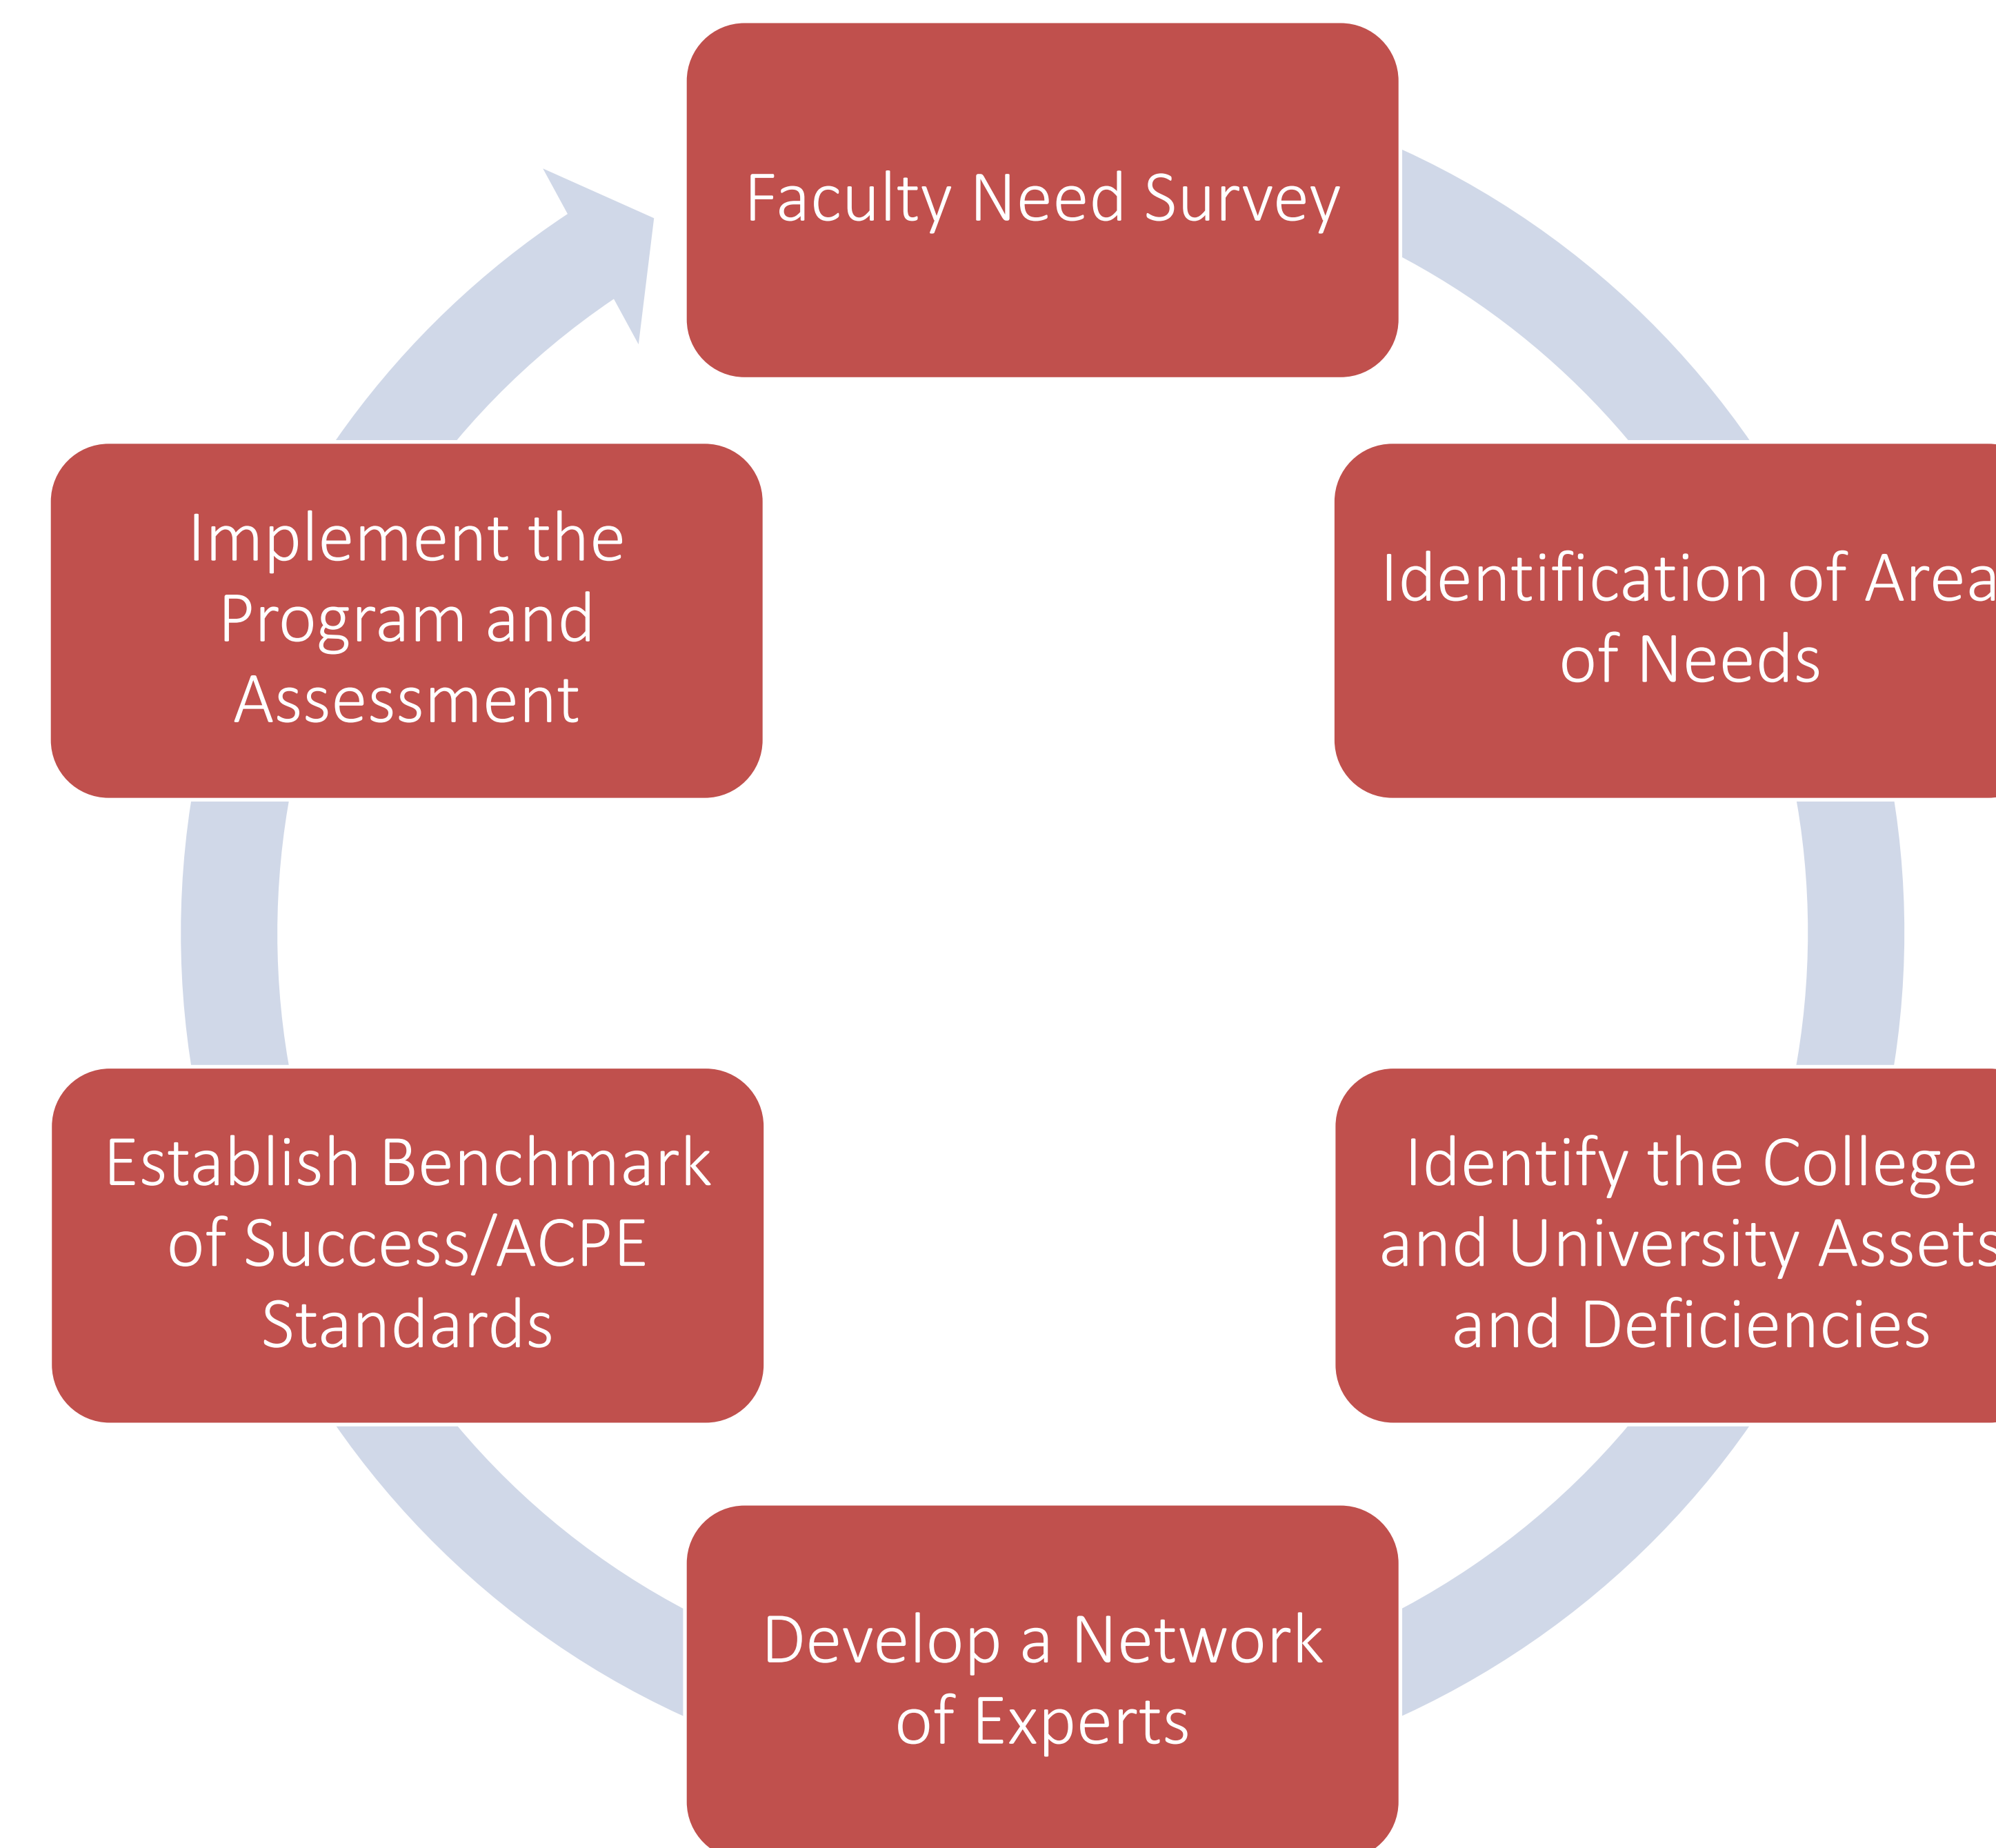 Faculty Need Survey
Identification of Area
of Needs
Identify the College
and University Assets
and Deficiencies
Develop a Network
of Experts
Establish Benchmark
of Success/ACPE
Standards
Implement the
Program and
Assessment